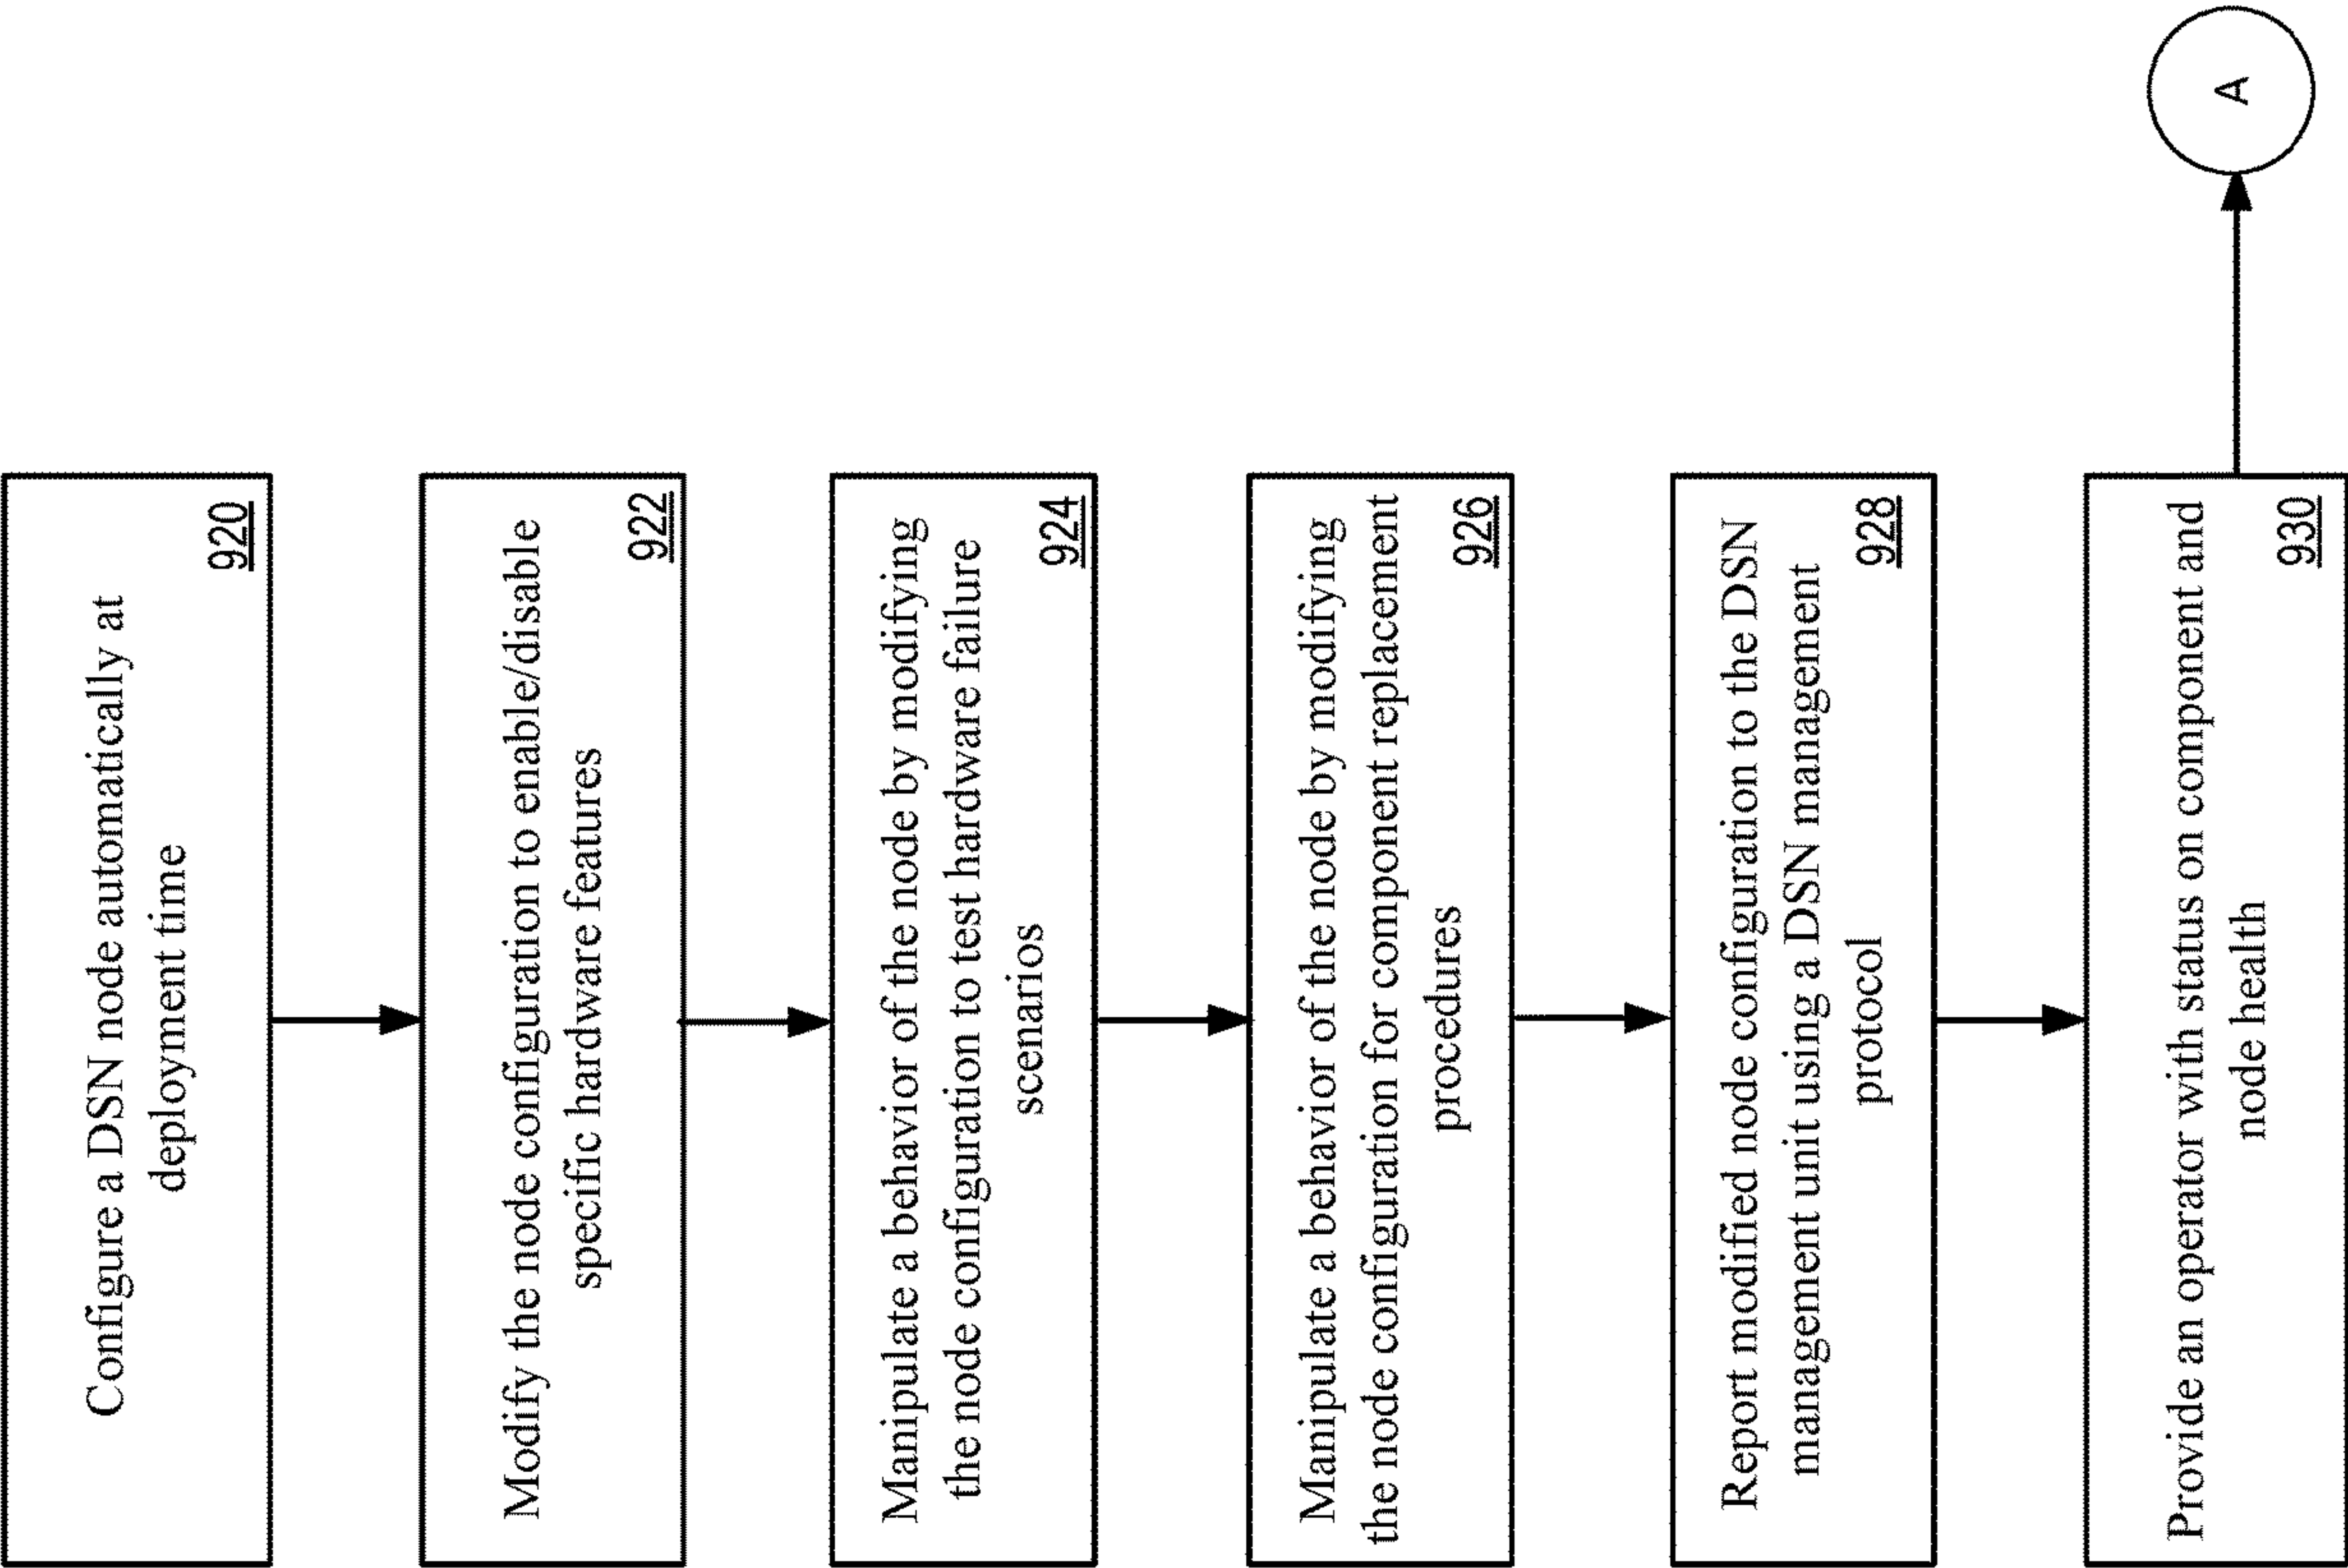 Configure a DSN node automatically at
deployment time
920
Modify the node configuration to enable/disable
specific hardware features
922
Manipulate a behavior of the node by modifying
the node configuration to test hardware failure
scenarios
924
Manipulate a behavior of the node by modifying
the node configuration for component replacement
procedures
926
Report modified node configuration to the DSN
management unit using a DSN management
protocol
928
Provide an operator with status on component and
node health
930
A